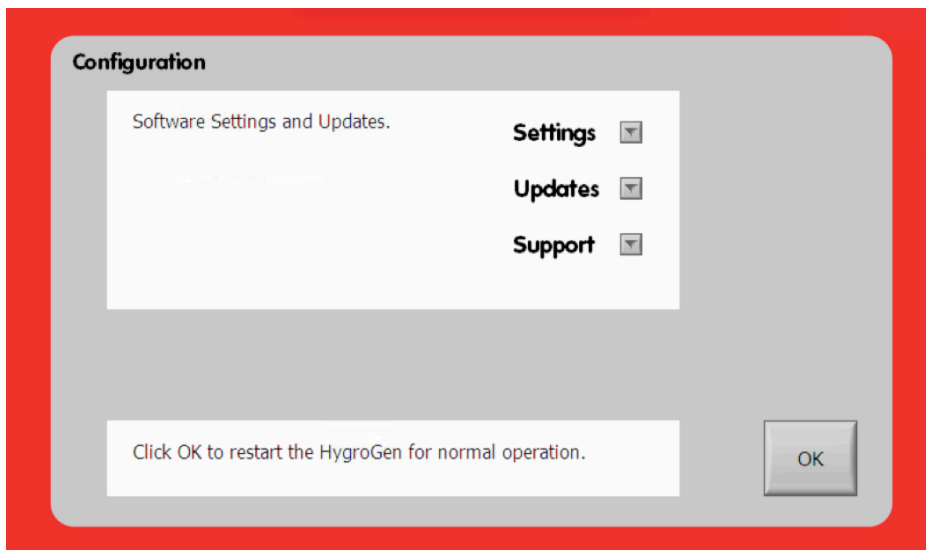 Configuration
Software Settings and Updates.
Settings
Updates
Support
Click OK to restart the HygroGen for normal operation.
OK